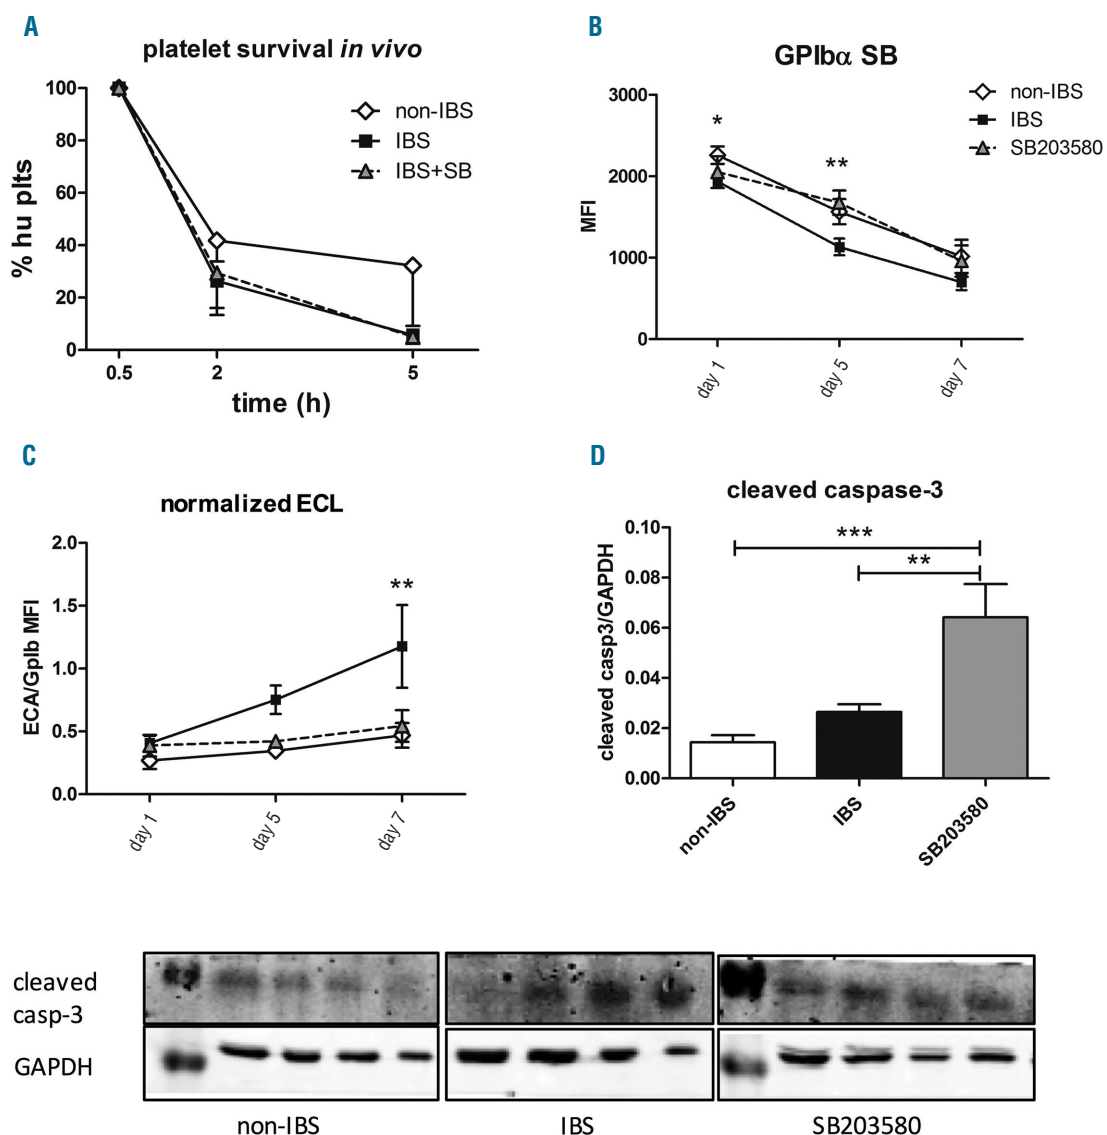 A
platelet survival in vivo
% hu plts
100
80
60
40
20
0
0.5
2
5
time (h)
non-IBS
IBS
IBS+SB
B
GPIbα SB
MFI
3000
2000
1000
0
*
**
day 1
day 5
day 7
non-IBS
IBS
SB203580
C
normalized ECL
ECA/GpIb MFI
2.0
1.5
1.0
0.5
0.0
**
day 1
day 5
day 7
D
cleaved caspase-3
cleaved casp3/GAPDH
0.10
0.08
0.06
0.04
0.02
0.00
***
**
non-IBS
IBS
SB203580
cleaved
casp-3
GAPDH
non-IBS
IBS
SB203580